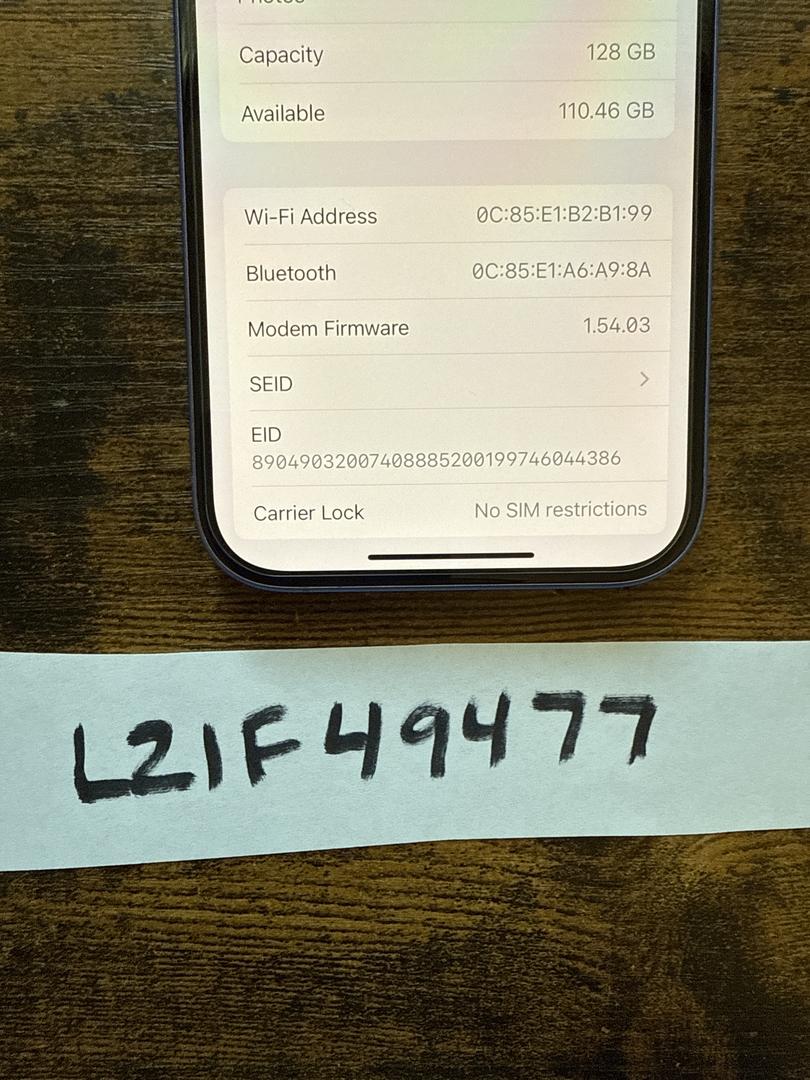 Photos
Capacity 128 GB
Available 110.46 GB
Wi-Fi Address 0C:85:E1:B2:B1:99
Bluetooth 0C:85:E1:A6:A9:8A
Modem Firmware 1.54.03
SEID
EID
89049032007408885200199746044386
Carrier Lock No SIM restrictions
L21F49477